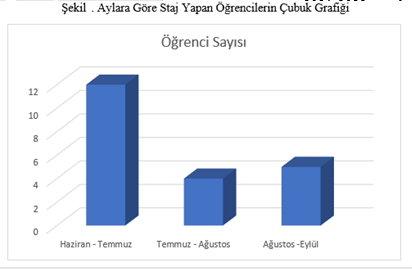 Şekil . Aylara Göre Staj Yapan Öğrencilerin Çubuk Grafiği
Öğrenci Sayısı
12
10
8
6
4
2
0
Haziran - Temmuz Temmuz - Ağustos Ağustos -Eylül